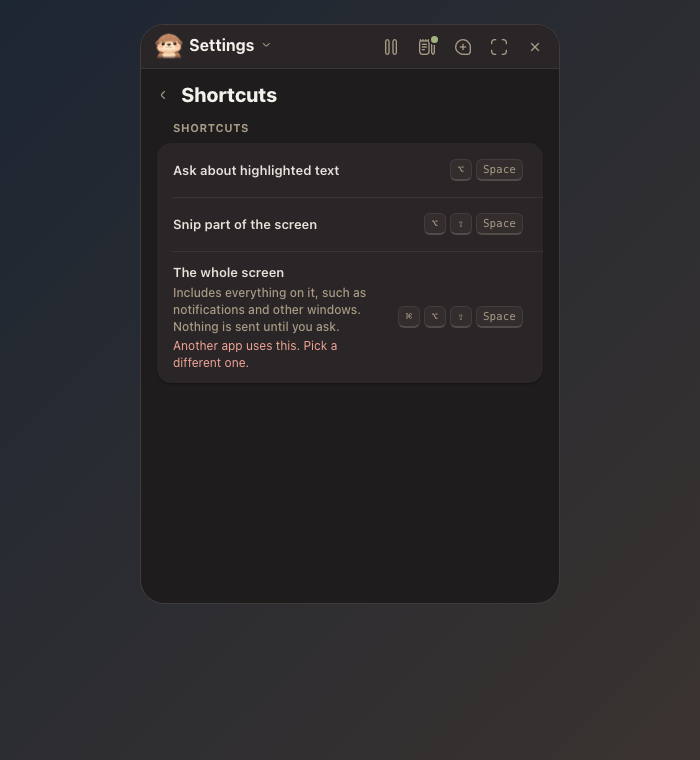 Settings
Shortcuts
SHORTCUTS
Ask about highlighted text ⌥ Space
Snip part of the screen ⌥ ⇧ Space
The whole screen
Includes everything on it, such as
notifications and other windows.
Nothing is sent until you ask.
⌘ ⌥ ⇧ Space
Another app uses this. Pick a
different one.